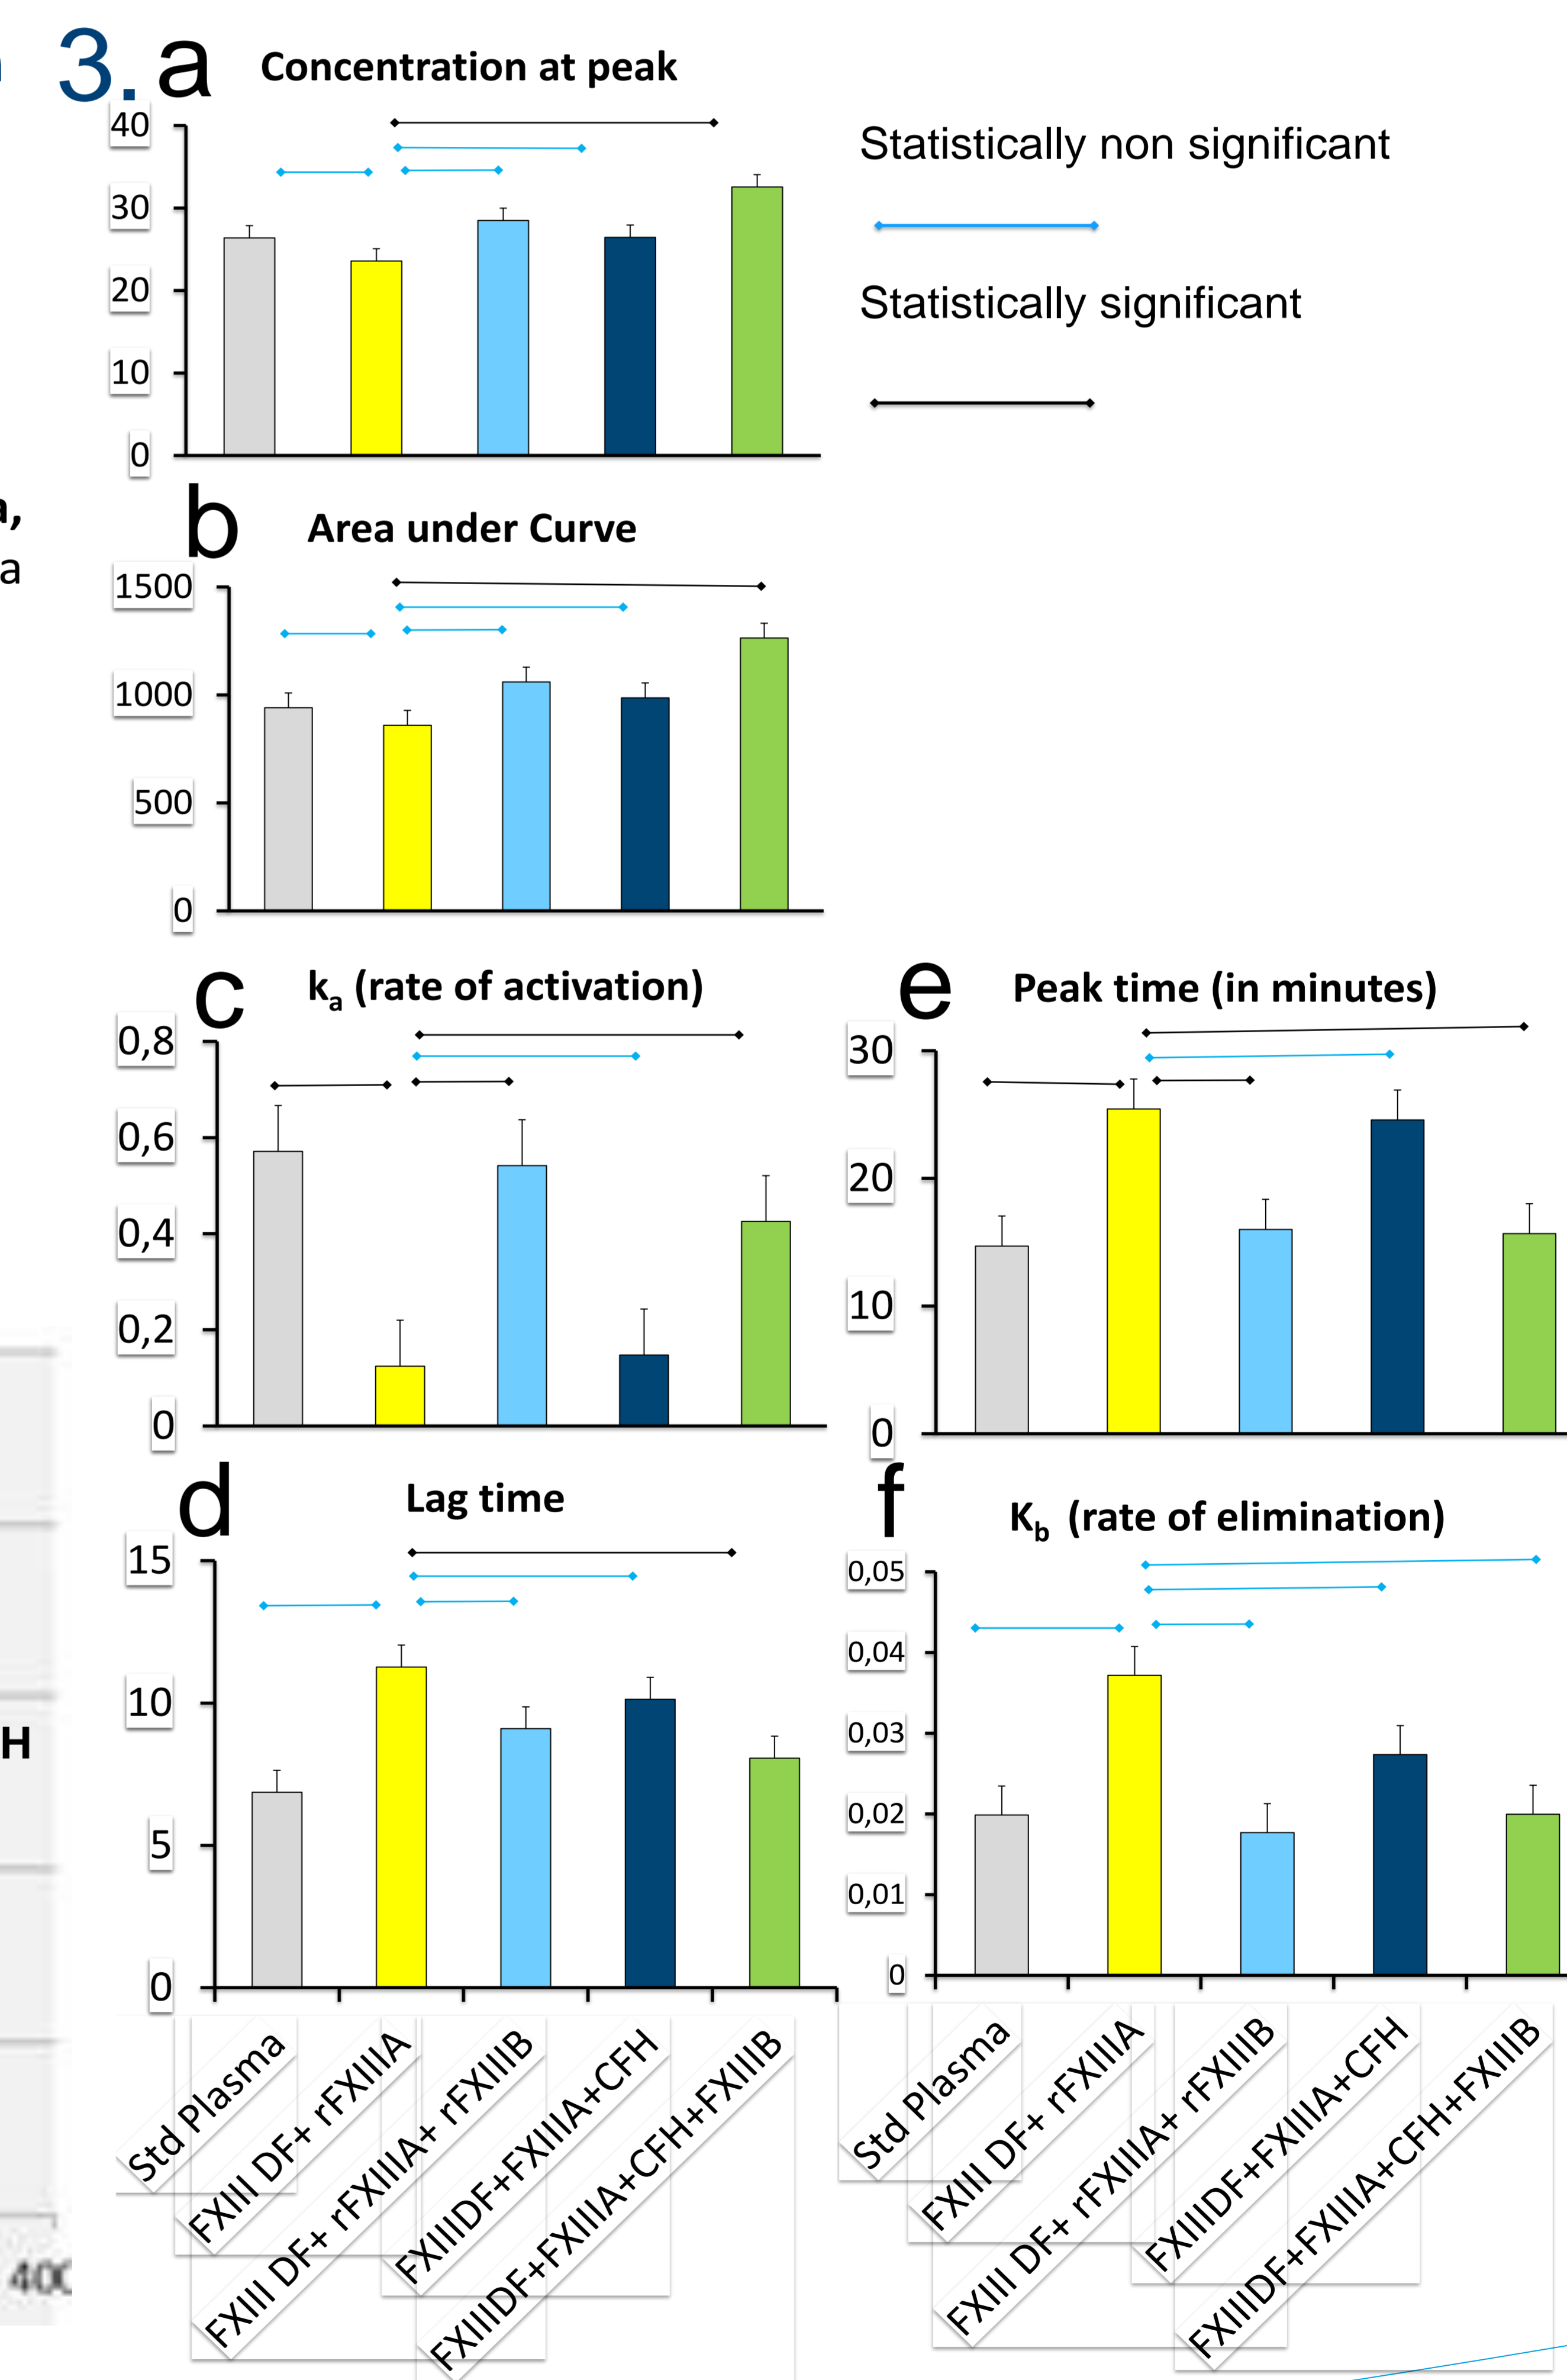 3. a Concentration at peak
40
30
20
10
0
Statistically non significant
Statistically significant
a,
a
b Area under Curve
1500
1000
500
0
c ka (rate of activation)
0,8
0,6
0,4
0,2
0
e Peak time (in minutes)
30
20
10
0
H
400
d Lag time
15
10
5
0
Std Plasma
FXIII DF+ rFXIIIA
FXIII DF+ rFXIIIA+ rFXIIIB
FXIIIDF+FXIIIA+CFH
FXIIIDF+FXIIIA+CFH+FXIIIB
f Kb (rate of elimination)
0,05
0,04
0,03
0,02
0,01
0
Std Plasma
FXIII DF+ rFXIIIA
FXIII DF+ rFXIIIA+ rFXIIIB
FXIIIDF+FXIIIA+CFH
FXIIIDF+FXIIIA+CFH+FXIIIB